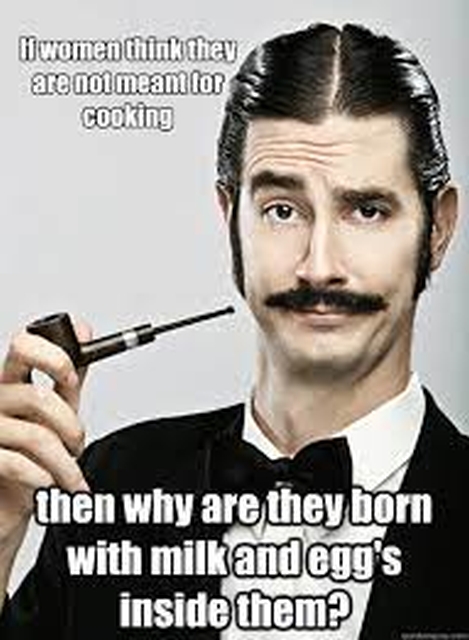 If women think they
are not meant for
cooking
then why are they born
with milk and egg's
inside them?